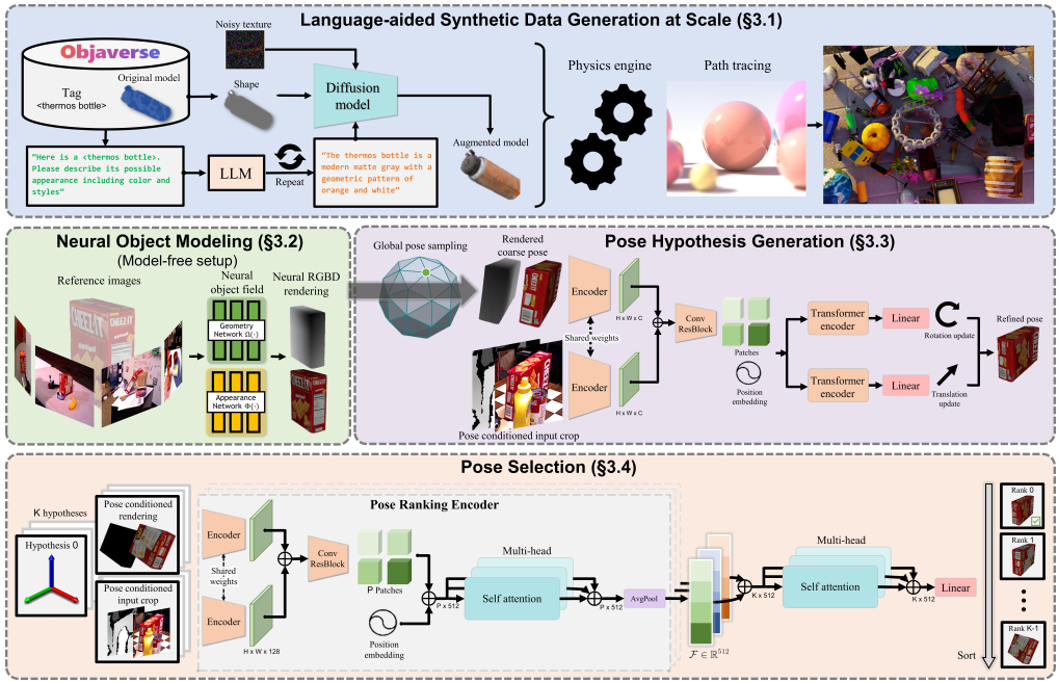 Language-aided Synthetic Data Generation at Scale (§3.1)
Objaverse
Original model
Tag
<thermos bottle>
Noisy texture
Shape
Diffusion
model
Augmented model
"Here is a <thermos bottle>.
Please describe its possible
appearance including color and
styles"
LLM
Repeat
"The thermos bottle is a
modern matte gray with a
geometric pattern of
orange and white"
Physics engine
Path tracing
Neural Object Modeling (§3.2)
(Model-free setup)
Reference images
Neural
object field
Neural RGBD
rendering
CHEEZ-IT
Geometry
Network Ω(·)
Appearance
Network Φ(·)
Pose Hypothesis Generation (§3.3)
Global pose sampling
Rendered
coarse pose
Encoder
H x W x C
Shared weights
Encoder
H x W x C
Pose conditioned input crop
Conv
ResBlock
Patches
Position
embedding
Transformer
encoder
Linear
Rotation update
Transformer
encoder
Linear
Translation
update
Refined pose
Pose Selection (§3.4)
K hypotheses
Hypothesis 0
Pose conditioned
rendering
Pose conditioned
input crop
Pose Ranking Encoder
Encoder
Shared
weights
Encoder
H x W x 128
Conv
ResBlock
P Patches
Position
embedding
P x 512
Multi-head
Self attention
P x 512
AvgPool
ℱ ∈ ℝ⁵¹²
K x 512
Multi-head
Self attention
K x 512
Linear
Sort
Rank 0
Rank 1
Rank K-1